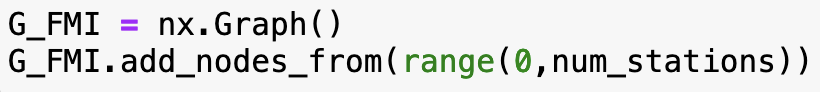 G_FMI = nx.Graph()
G_FMI.add_nodes_from(range(0,num_stations))